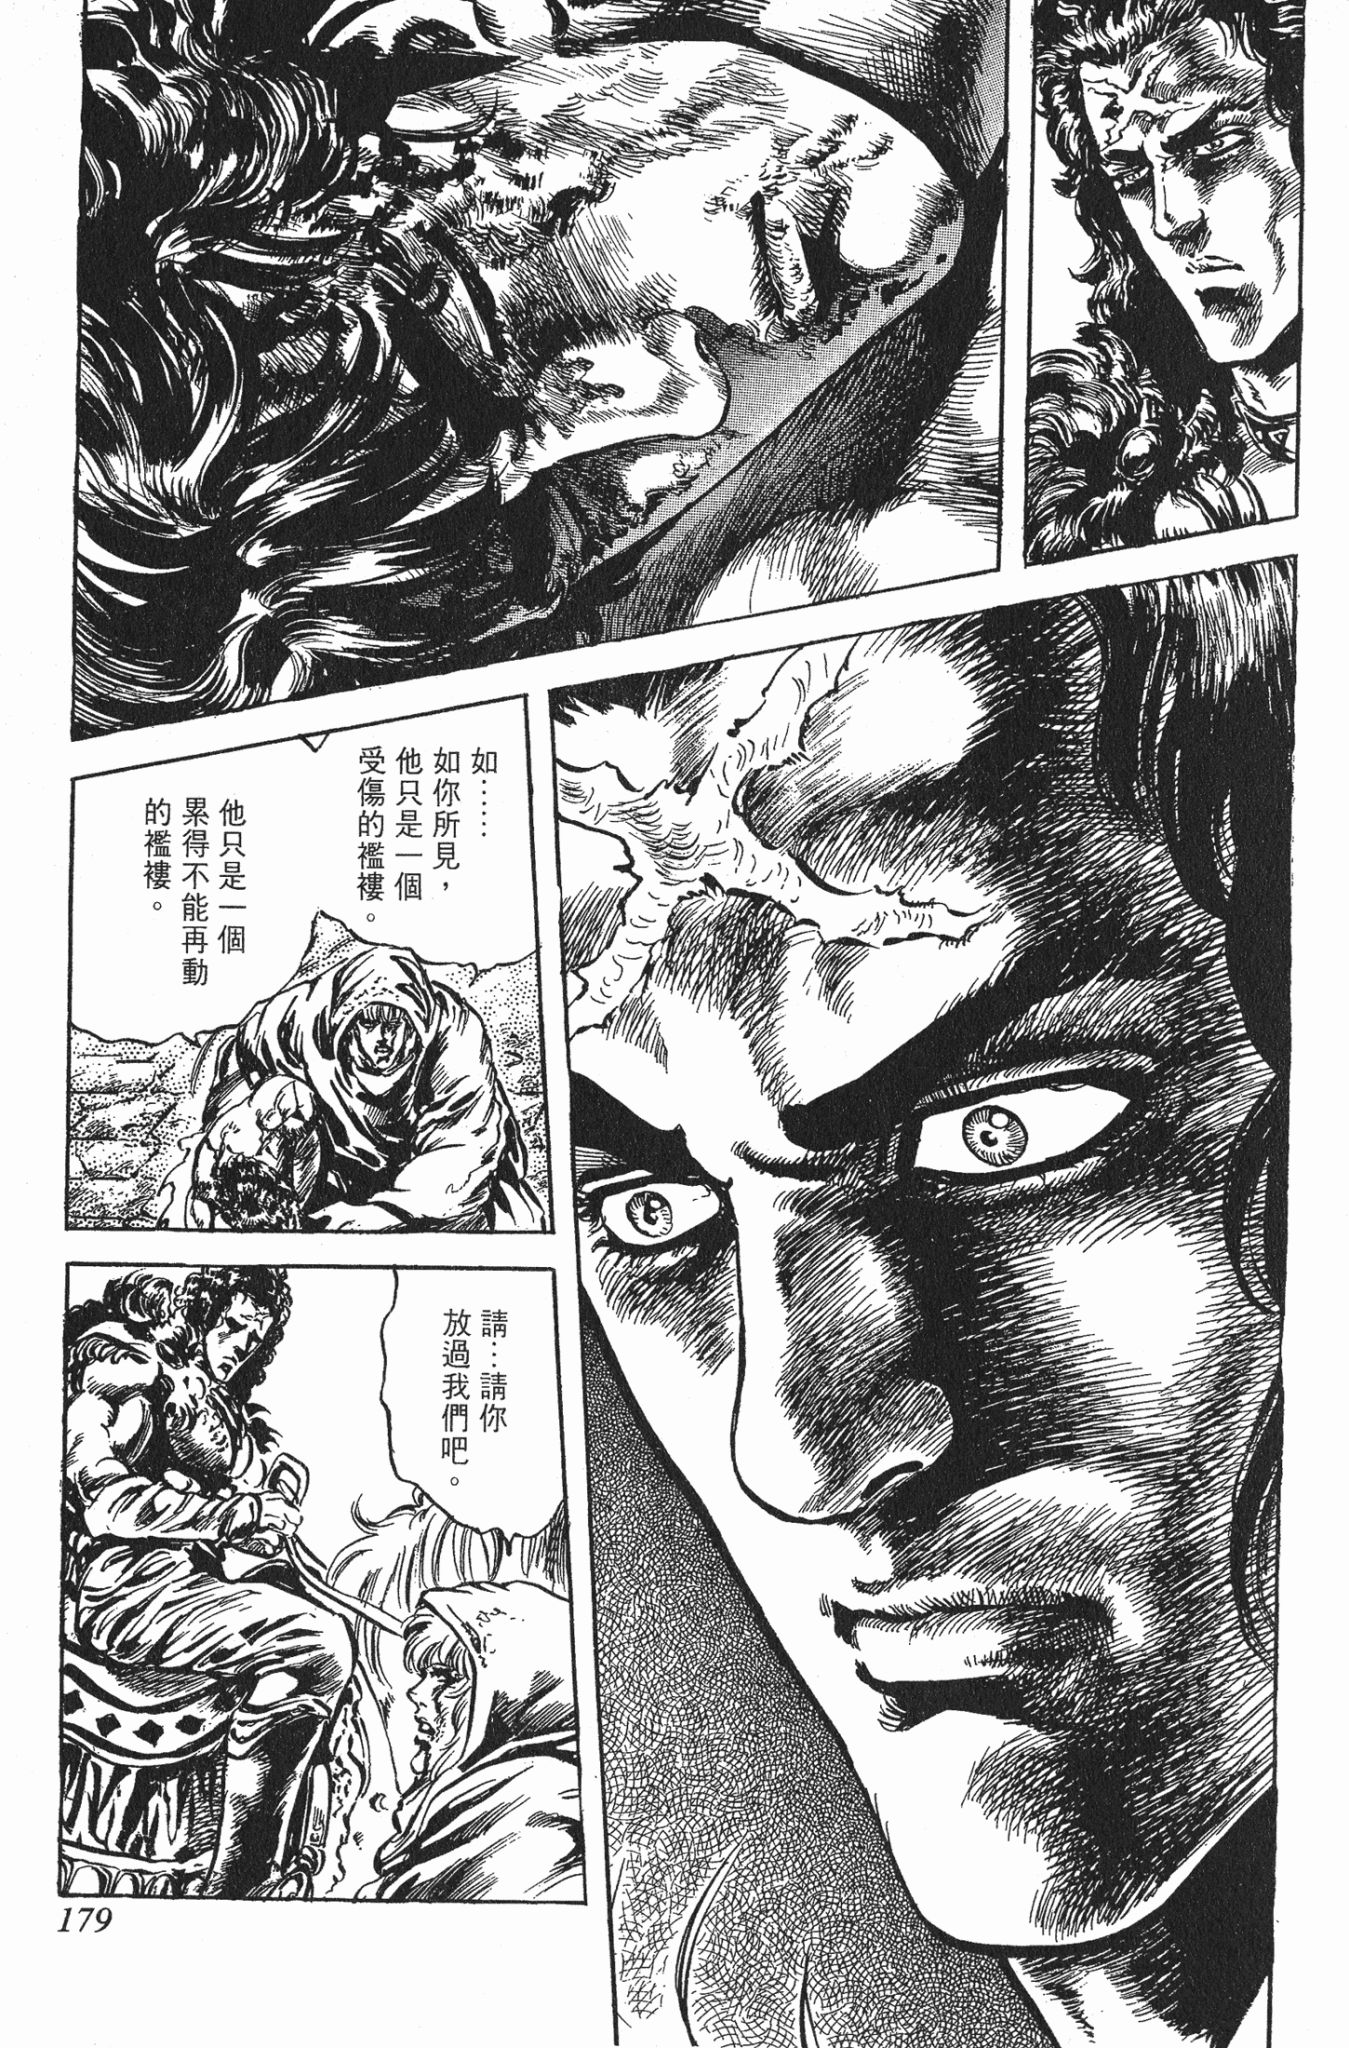 如……
如你所見，
他只是一個
受傷的襤褸。
他只是一個
累得不能再動
的襤褸。
請…請你
放過我們吧。
179